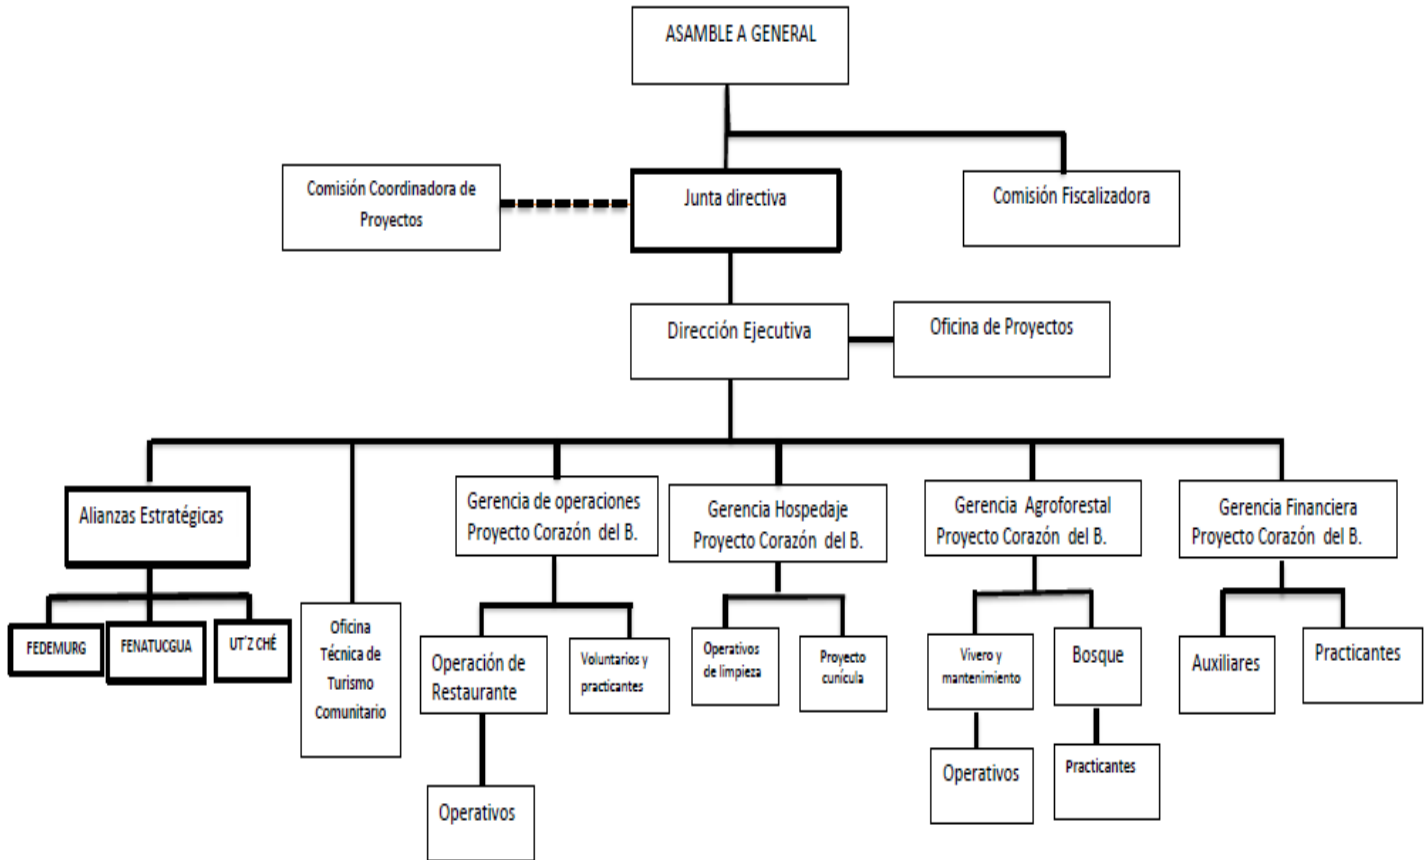 ASAMBLE A GENERAL
Comisión Coordinadora de
Proyectos
Junta directiva
Comisión Fiscalizadora
Dirección Ejecutiva
Oficina de Proyectos
Alianzas Estratégicas
Gerencia de operaciones
Proyecto Corazón del B.
Gerencia Hospedaje
Proyecto Corazón del B.
Gerencia Agroforestal
Proyecto Corazón del B.
Gerencia Financiera
Proyecto Corazón del B.
FEDEMURG
FENATUCGUA
UT´Z CHÉ
Oficina
Técnica de
Turismo
Comunitario
Operación de
Restaurante
Voluntarios y
practicantes
Operativos
de limpieza
Proyecto
cunícula
Vivero y
mantenimiento
Bosque
Auxiliares
Practicantes
Operativos
Operativos
Practicantes